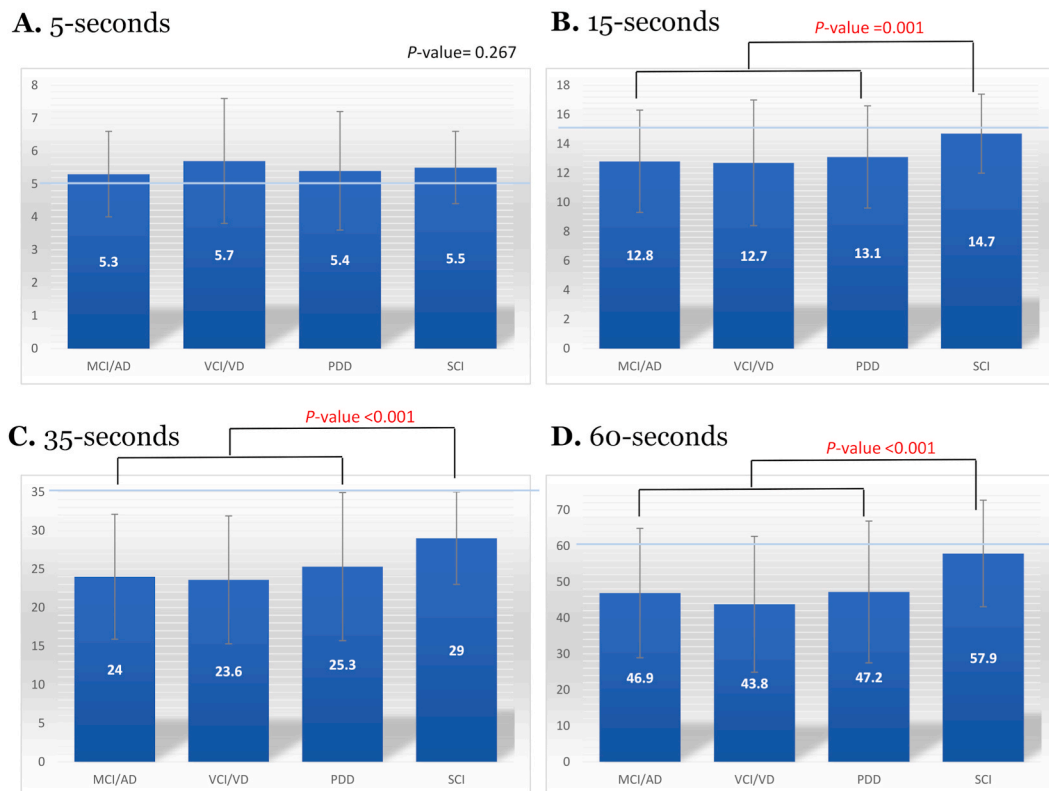 A. 5-seconds
P-value= 0.267
8
7
6
5
4
3
2
1
0
5.3
5.7
5.4
5.5
MCI/AD
VCI/VD
PDD
SCI
B. 15-seconds
P-value =0.001
18
16
14
12
10
8
6
4
2
0
12.8
12.7
13.1
14.7
MCI/AD
VCI/VD
PDD
SCI
C. 35-seconds
P-value <0.001
35
30
25
20
15
10
5
0
24
23.6
25.3
29
MCI/AD
VCI/VD
PDD
SCI
D. 60-seconds
P-value <0.001
70
60
50
40
30
20
10
0
46.9
43.8
47.2
57.9
MCI/AD
VCI/VD
PDD
SCI